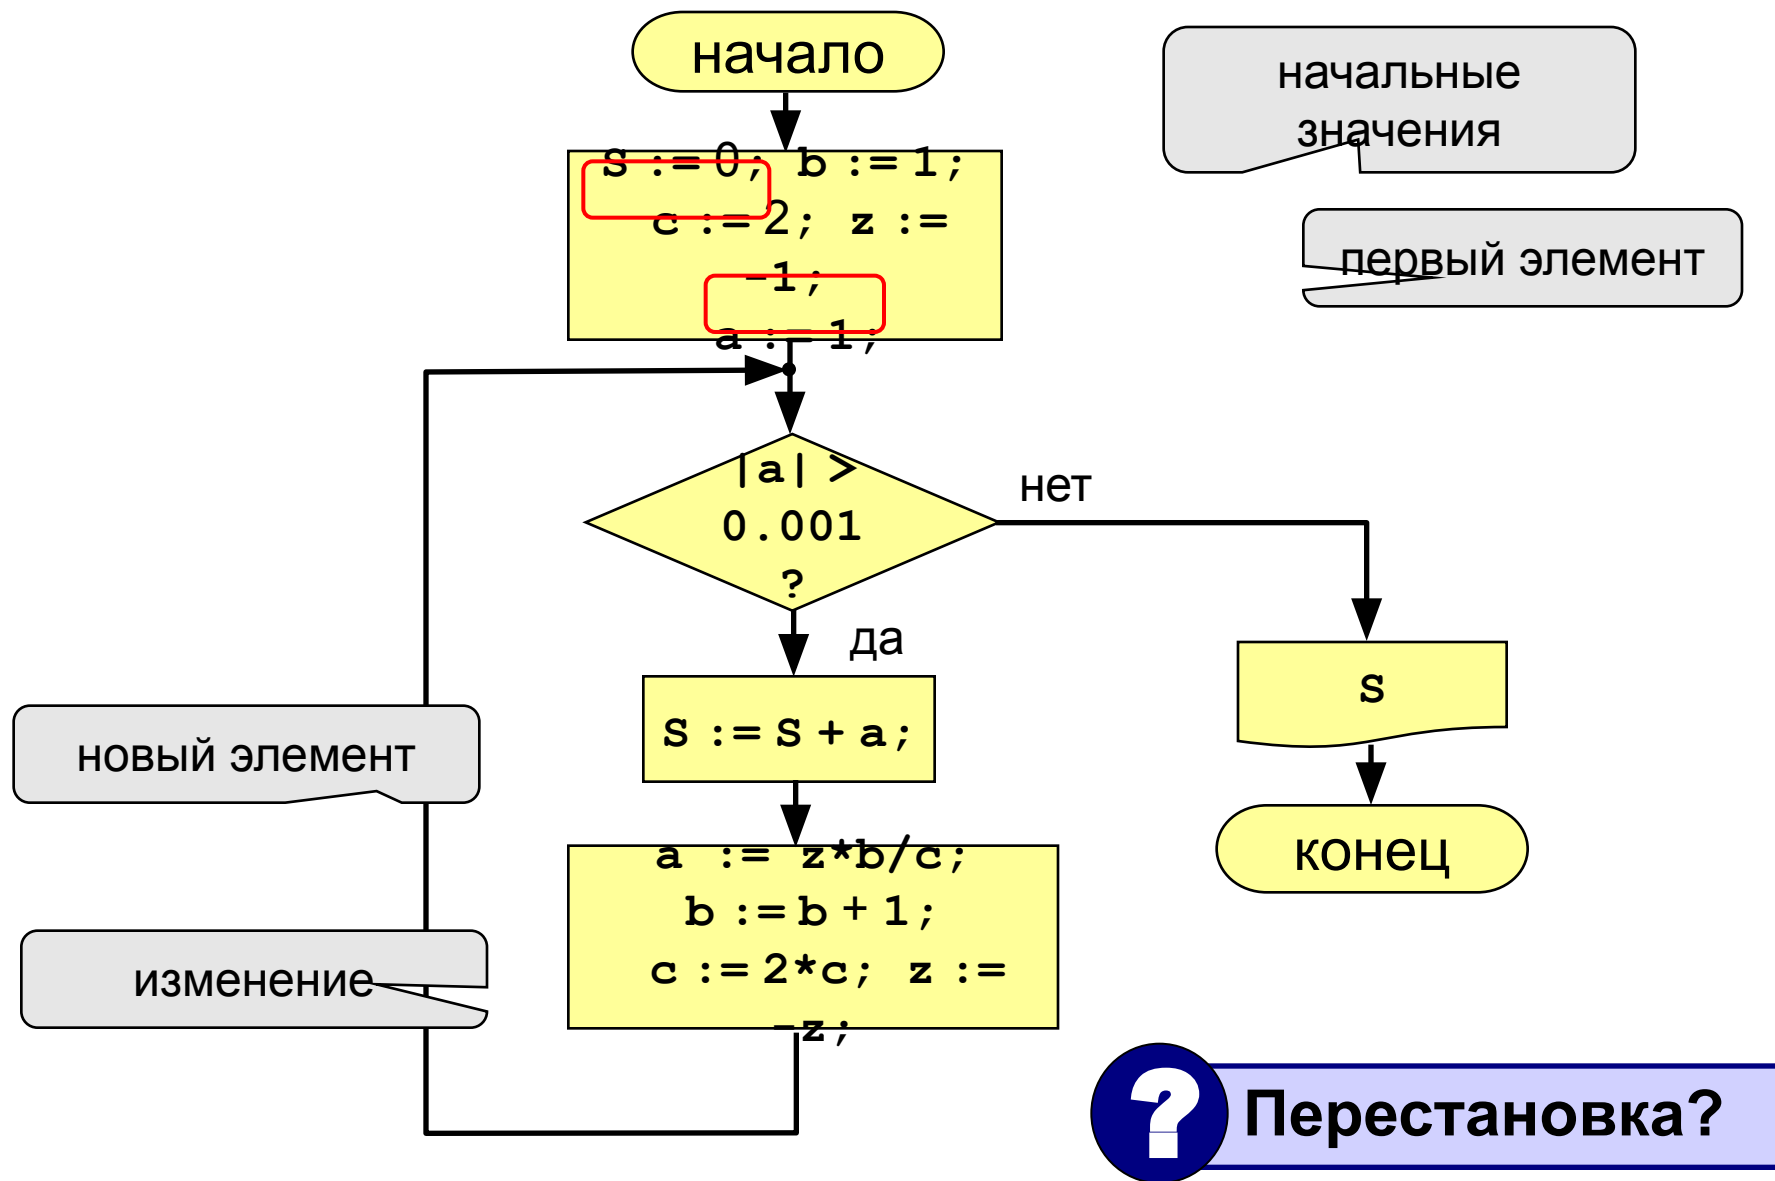 начало
начальные
значения
S := 0; b := 1;
c := 2; z :=
-1;
a := 1;
первый элемент
|a| >
0.001
?
нет
да
S := S + a;
S
новый элемент
a := z*b/c;
b := b + 1;
c := 2*c; z :=
-z;
конец
изменение
? Перестановка?